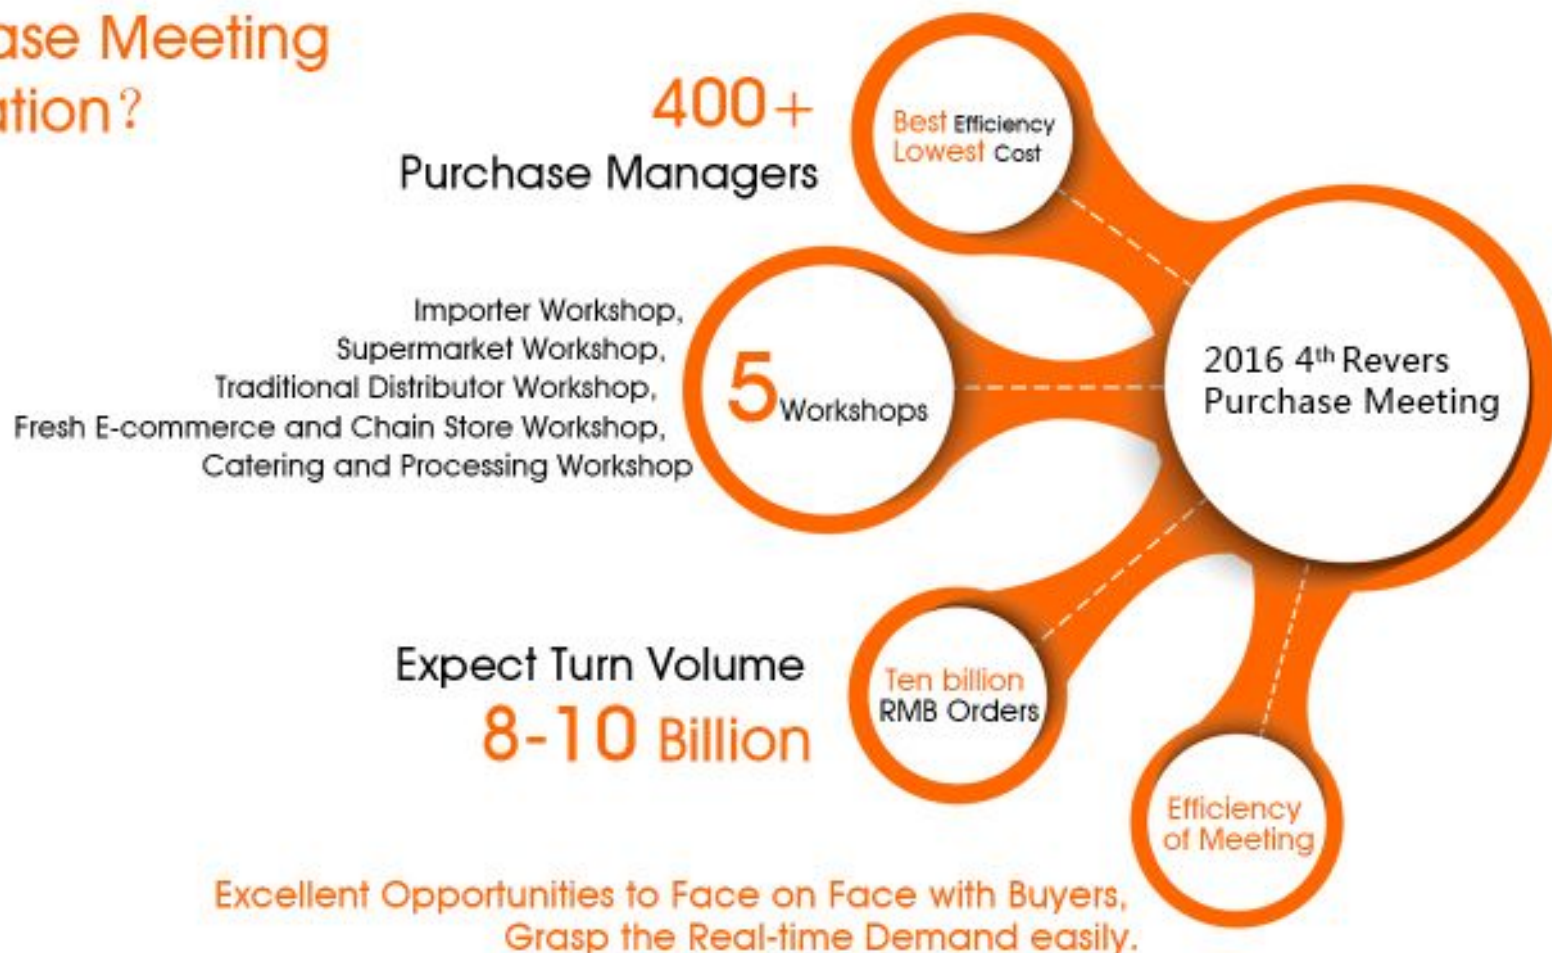 ase Meeting
ation?
400+
Purchase Managers
Best Efficiency
Lowest Cost
Importer Workshop,
Supermarket Workshop,
Traditional Distributor Workshop,
Fresh E-commerce and Chain Store Workshop,
Catering and Processing Workshop
5 Workshops
2016 4th Revers
Purchase Meeting
Expect Turn Volume
8-10 Billion
Ten billion
RMB Orders
Efficiency
of Meeting
Excellent Opportunities to Face on Face with Buyers,
Grasp the Real-time Demand easily.